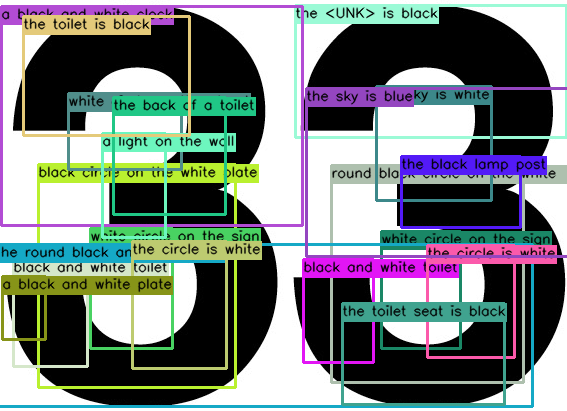 33
a black and white clock
the toilet is black
the <UNK> is black
white
the back of a toilet
the sky is blue
ky is white
a light on the wall
black circle on the white plate
the black lamp post
round black circle on the white
white circle on the sign
the circle is white
he round black an
black and white toilet
a black and white plate
white circle on the sign
the circle is white
black and white toilet
the toilet seat is black